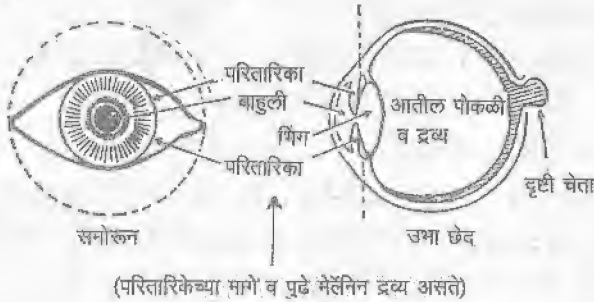 परितारिका
बाहुली
भिंग
परितारिका
आतील पोकळी
व द्रव्य
दृष्टी चेता
समोरून
उभा छेद
(परितारिकेच्या मागे व पुढे मेलॅनिन द्रव्य असते)